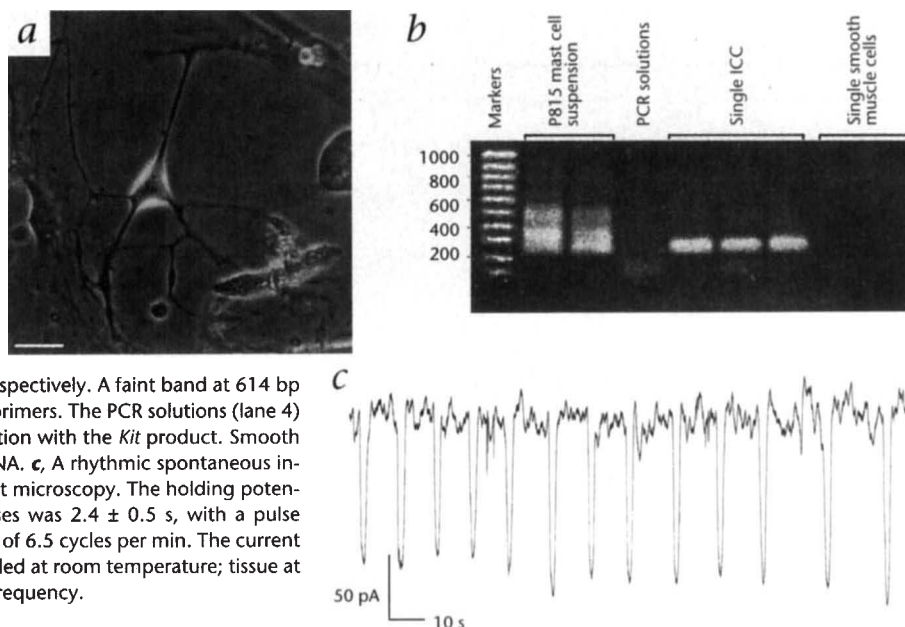 a
b
Markers
P815 mast cell
suspension
PCR solutions
Single ICC
Single smooth
muscle cells
1000
800
600
400
200
spectively. A faint band at 614 bp
primers. The PCR solutions (lane 4)
tion with the Kit product. Smooth
NA. c, A rhythmic spontaneous in-
t microscopy. The holding poten-
ses was 2.4 ± 0.5 s, with a pulse
of 6.5 cycles per min. The current
led at room temperature; tissue at
requency.
c
50 pA
10 s